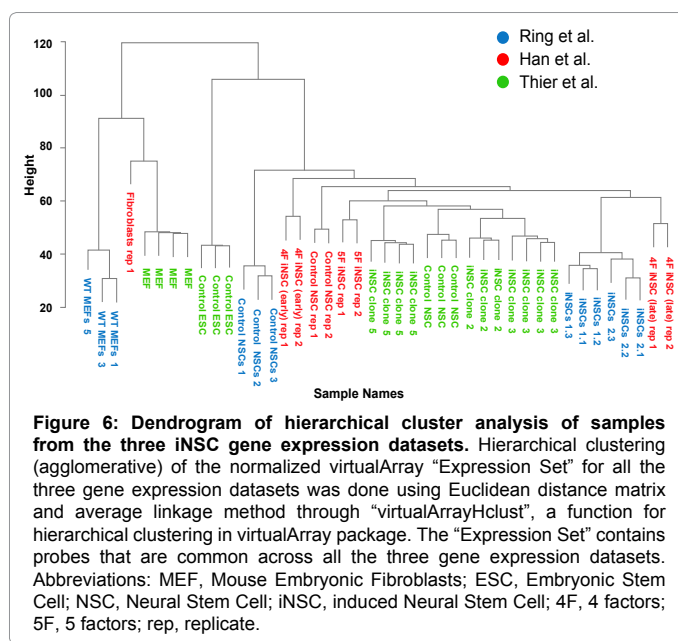 Ring et al.
Han et al.
Thier et al.
120
100
80
60
40
20
Height
WT MEFs 5
WT MEFs 3
WT MEFs 1
Fibroblasts rep 1
MEF
MEF
MEF
MEF
Control ESC
Control ESC
Control ESC
Control NSCs 1
Control NSCs 2
Control NSCs 3
4F iNSC (early) rep 1
4F iNSC (early) rep 2
Control NSC rep 1
Control NSC rep 2
5F iNSC rep 1
5F iNSC rep 2
iNSC clone 5
iNSC clone 5
iNSC clone 5
iNSC clone 5
Control NSC
Control NSC
Control NSC
iNSC clone 2
iNSC clone 2
iNSC clone 2
iNSC clone 3
iNSC clone 3
iNSC clone 3
iNSC clone 3
iNSCs 1.3
iNSCs 1.1
iNSCs 1.2
iNSCs 2.3
iNSCs 2.2
iNSCs 2.1
4F iNSC (late) rep 1
4F iNSC (late) rep 2
Sample Names
Figure 6: Dendrogram of hierarchical cluster analysis of samples
from the three iNSC gene expression datasets. Hierarchical clustering
(agglomerative) of the normalized virtualArray “Expression Set” for all the
three gene expression datasets was done using Euclidean distance matrix
and average linkage method through “virtualArrayHclust”, a function for
hierarchical clustering in virtualArray package. The “Expression Set” contains
probes that are common across all the three gene expression datasets.
Abbreviations: MEF, Mouse Embryonic Fibroblasts; ESC, Embryonic Stem
Cell; NSC, Neural Stem Cell; iNSC, induced Neural Stem Cell; 4F, 4 factors;
5F, 5 factors; rep, replicate.